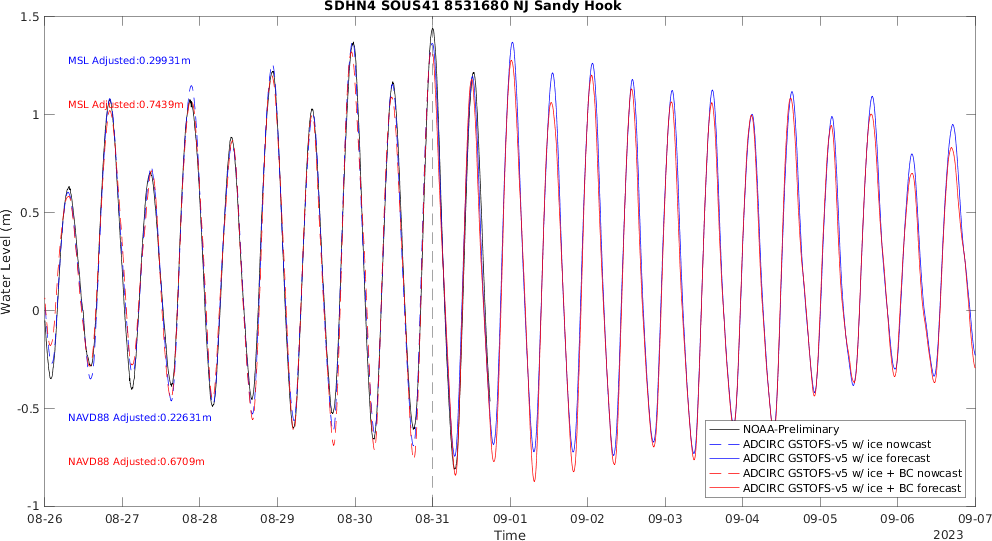 SDHN4 SOUS41 8531680 NJ Sandy Hook
1.5
MSL Adjusted:0.29931m
MSL Adjusted:0.7439m
1
0.5
Water Level (m)
0
-0.5
NAVD88 Adjusted:0.22631m
NAVD88 Adjusted:0.6709m
NOAA-Preliminary
ADCIRC GSTOFS-v5 w/ ice nowcast
ADCIRC GSTOFS-v5 w/ ice forecast
ADCIRC GSTOFS-v5 w/ ice + BC nowcast
ADCIRC GSTOFS-v5 w/ ice + BC forecast
-1
08-26 08-27 08-28 08-29 08-30 08-31 09-01 09-02 09-03 09-04 09-05 09-06 09-07
Time
2023